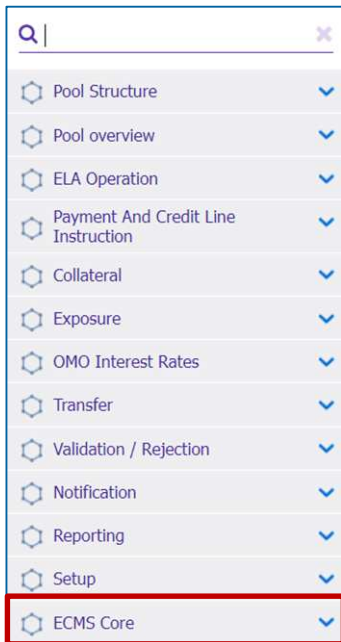 Pool Structure
Pool overview
ELA Operation
Payment And Credit Line
Instruction
Collateral
Exposure
OMO Interest Rates
Transfer
Validation / Rejection
Notification
Reporting
Setup
ECMS Core